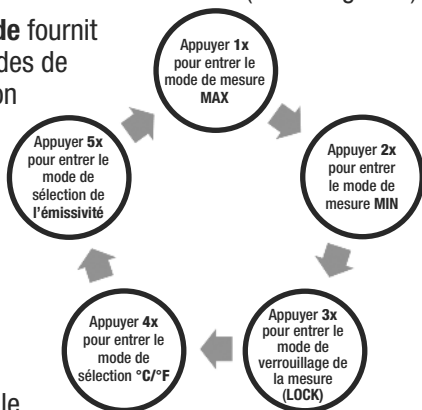 de fournit
des de
on
Appuyer 1x
pour entrer le
mode de mesure
MAX
Appuyer 2x
pour entrer
le mode de
mesure MIN
Appuyer 3x
pour entrer le
mode de
verrouillage de
la mesure
(LOCK)
Appuyer 4x
pour entrer le
mode de
sélection °C/°F
Appuyer 5x
pour entrer le
mode de
sélection de
l'émissivité
le